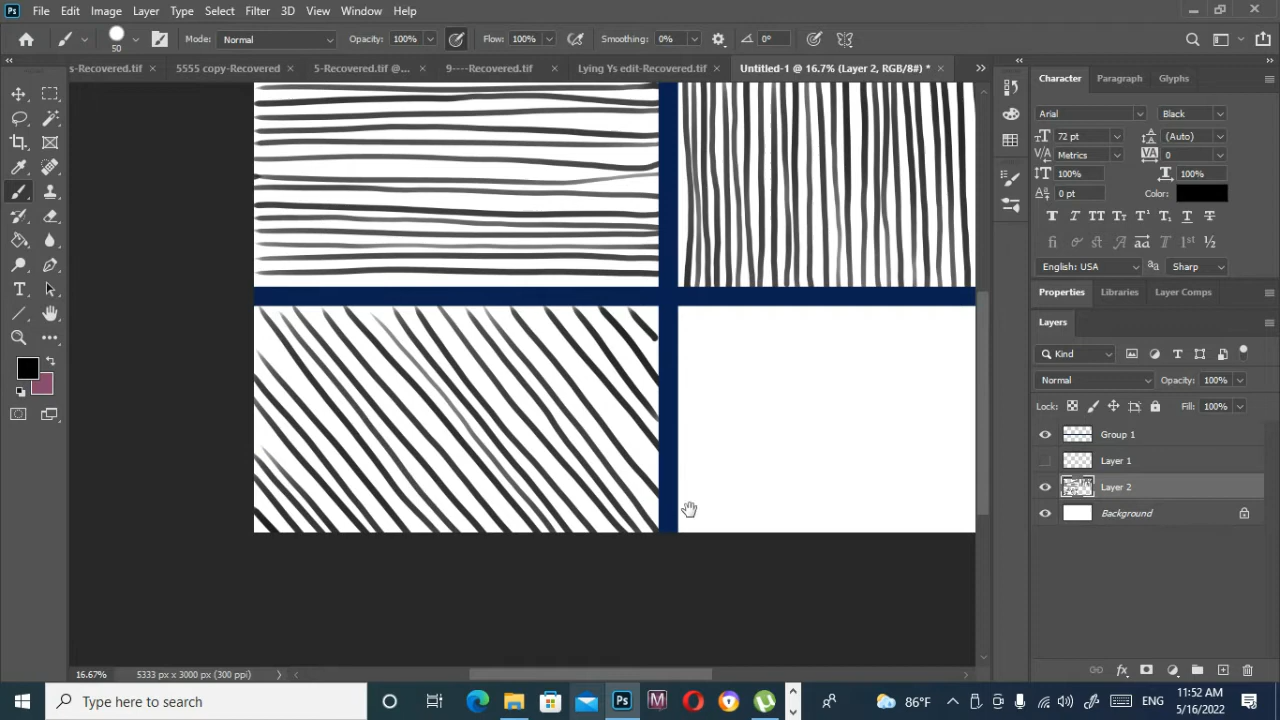 Ps File Edit Image Layer Type Select Filter 3D View Window Help
50 Mode: Normal Opacity: 100% Flow: 100% Smoothing: 0% 0°
s-Recovered.tif × 5555 copy-Recovered.tif × 5-Recovered.tif @... × 9----Recovered.tif × Lying Ys edit-Recovered.tif × Untitled-1 @ 16.7% (Layer 2, RGB/8#) * ×
Character Paragraph Glyphs
Arial Black
72 pt (Auto)
Metrics 0
100% 100%
0 pt Color:
English: USA Sharp
Properties Libraries Layer Comps
Layers
Kind
Normal Opacity: 100%
Lock: Fill: 100%
Group 1
Layer 1
Layer 2
Background
16.67% 5333 px x 3000 px (300 ppi)
Type here to search
86°F ENG
11:52 AM
5/16/2022